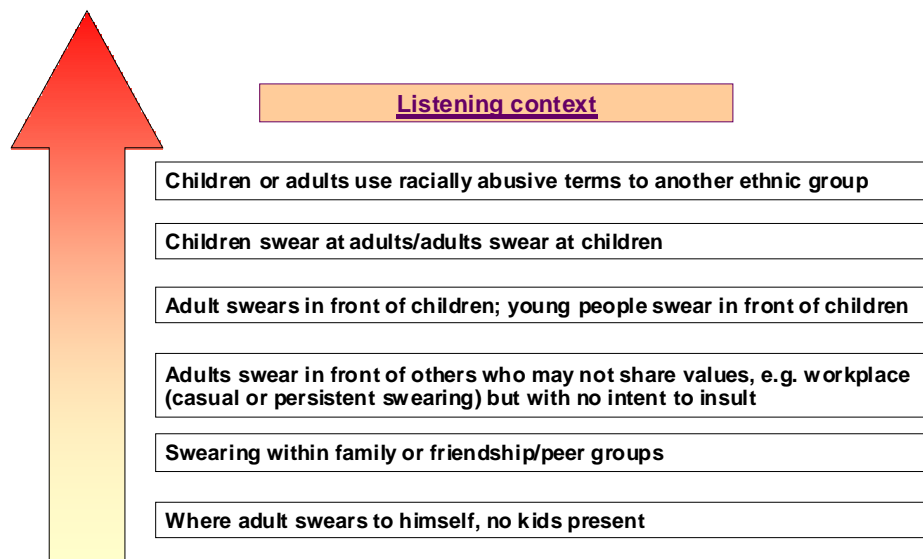 Listening context
Children or adults use racially abusive terms to another ethnic group
Children swear at adults/adults swear at children
Adult swears in front of children; young people swear in front of children
Adults swear in front of others who may not share values, e.g. workplace
(casual or persistent swearing) but with no intent to insult
Swearing within family or friendship/peer groups
Where adult swears to himself, no kids present